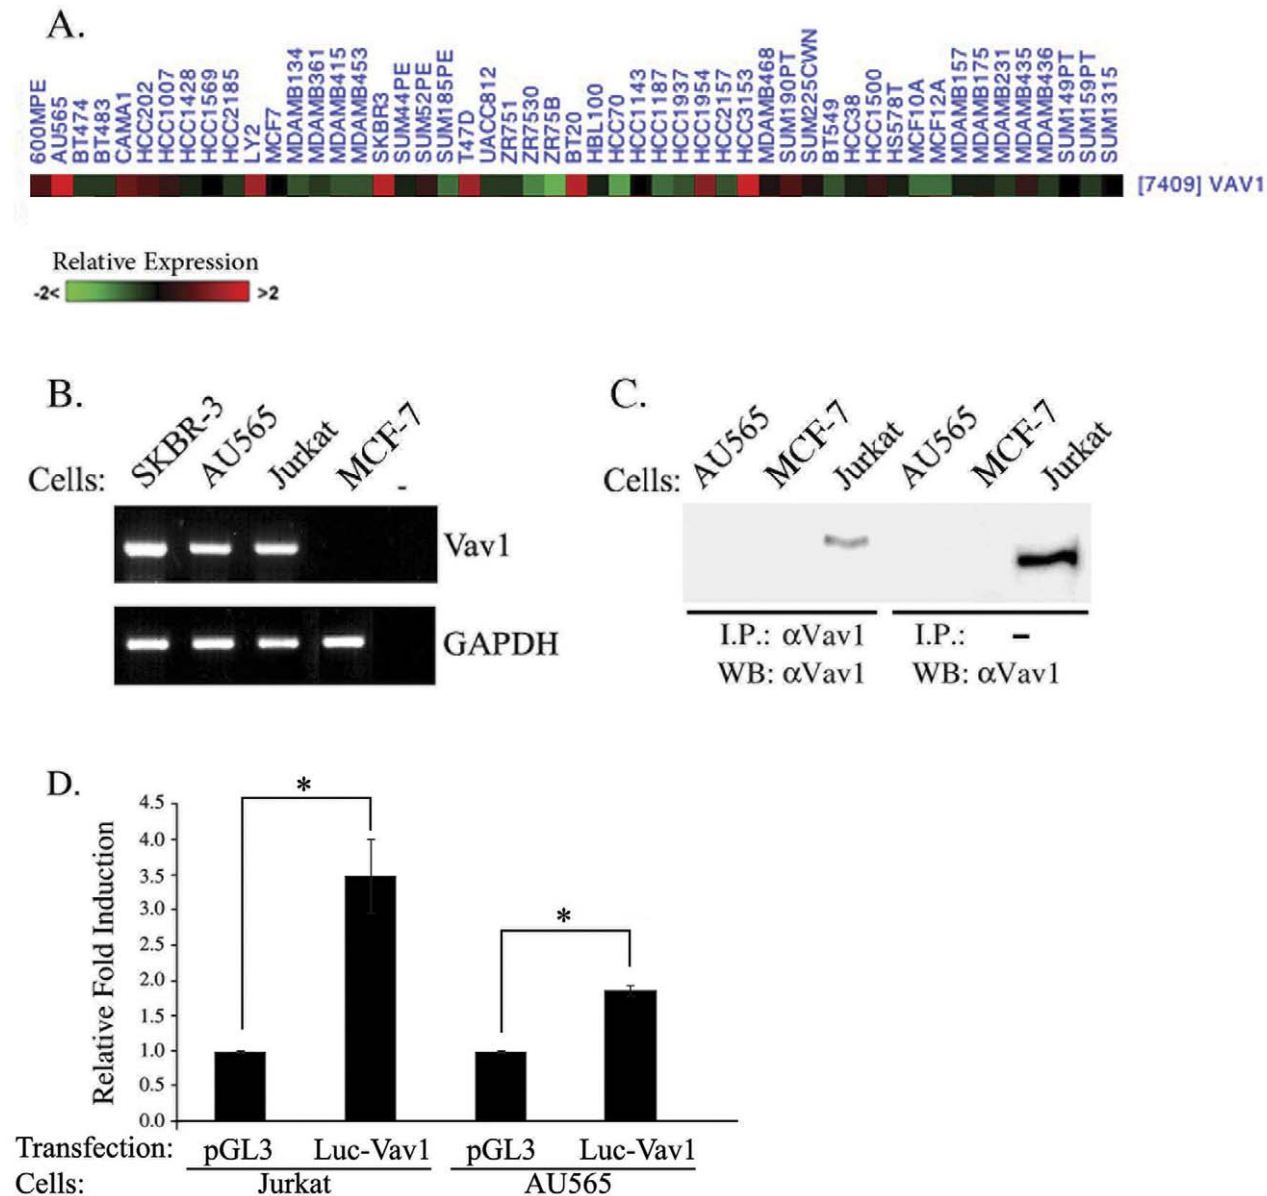 A.
600MPE
AU565
BT474
BT483
CAMA1
HCC202
HCC1007
HCC1428
HCC1569
HCC2185
LY2
MCF7
MDAMB134
MDAMB361
MDAMB415
MDAMB453
SKBR3
SUM44PE
SUM52PE
SUM185PE
T47D
UACC812
ZR751
ZR7530
ZR75B
BT20
HBL100
HCC70
HCC1143
HCC1187
HCC1937
HCC1954
HCC2157
HCC3153
MDAMB468
SUM190PT
SUM225CWN
BT549
HCC38
HCC1500
HS578T
MCF10A
MCF12A
MDAMB157
MDAMB175
MDAMB231
MDAMB435
MDAMB436
SUM149PT
SUM159PT
SUM1315
[7409] VAV1
Relative Expression
-2< >2
B.
Cells: SKBR-3 AU565 Jurkat MCF-7 -
Vav1
GAPDH
C.
Cells: AU565 MCF-7 Jurkat AU565 MCF-7 Jurkat
I.P.: αVav1 I.P.: –
WB: αVav1 WB: αVav1
D.
Relative Fold Induction
4.5
4.0
3.5
3.0
2.5
2.0
1.5
1.0
0.5
0.0
* *
Transfection: pGL3 Luc-Vav1 pGL3 Luc-Vav1
Cells: Jurkat AU565